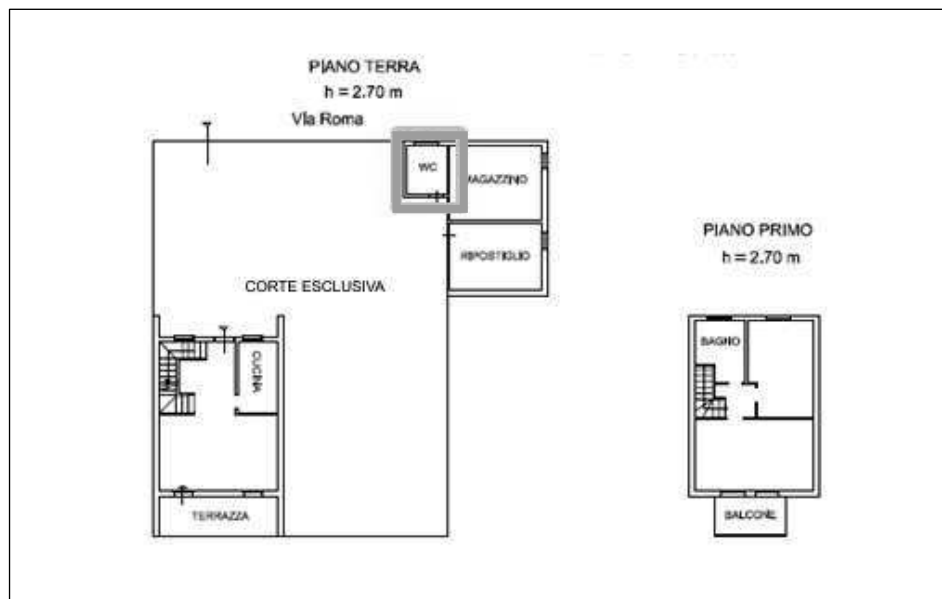 PIANO TERRA
h = 2.70 m
Via Roma
WC
MAGAZZINO
RIPOSTIGLIO
CORTE ESCLUSIVA
CUCINA
TERRAZZA
PIANO PRIMO
h = 2.70 m
BAGNO
BALCONE